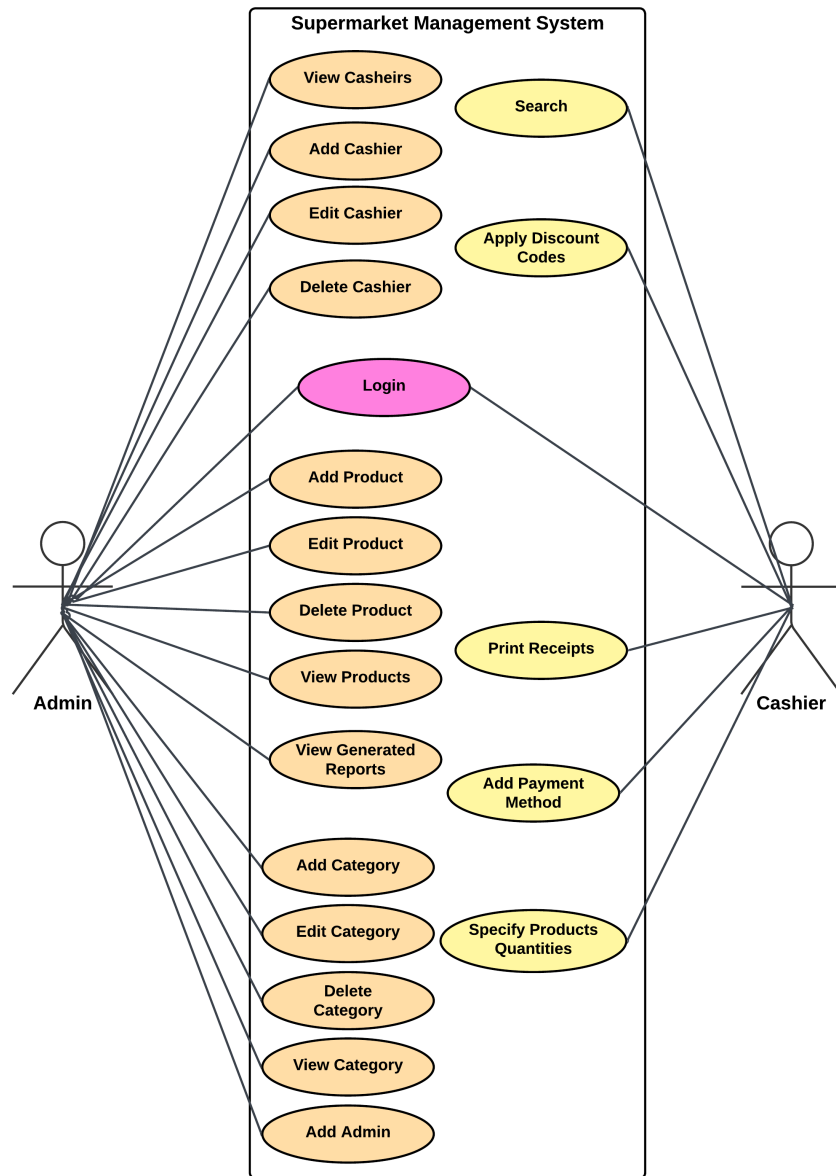 Supermarket Management System
View Casheirs
Search
Add Cashier
Edit Cashier
Apply Discount
Codes
Delete Cashier
Login
Add Product
Edit Product
Delete Product
Print Receipts
View Products
Admin
Cashier
View Generated
Reports
Add Payment
Method
Add Category
Edit Category
Specify Products
Quantities
Delete
Category
View Category
Add Admin